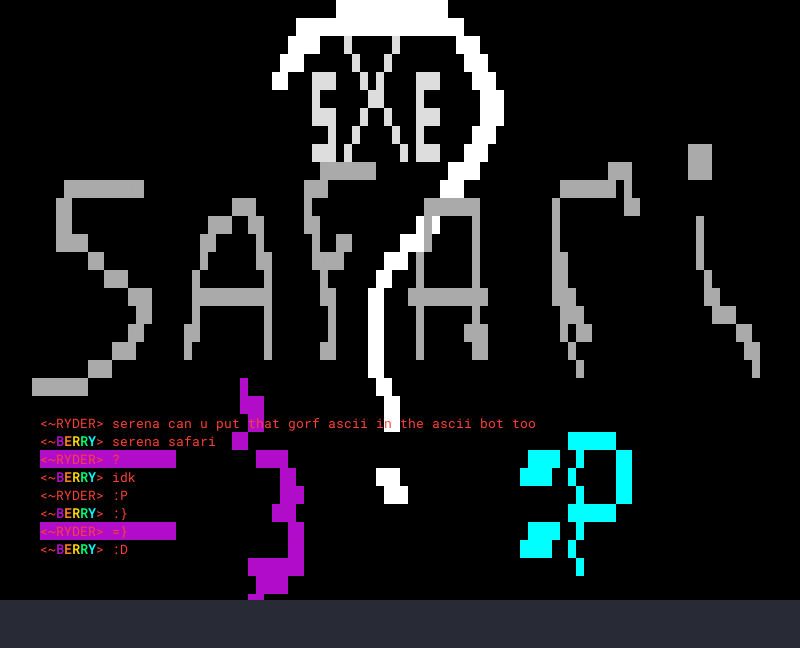 SXE
SAFAri
<~RYDER> serena can u put that gorf ascii in the ascii bot too
<~BERRY> serena safari
<~RYDER> ?
<~BERRY> idk
<~RYDER> :P
<~BERRY> :}
<~RYDER> =}
<~BERRY> :D